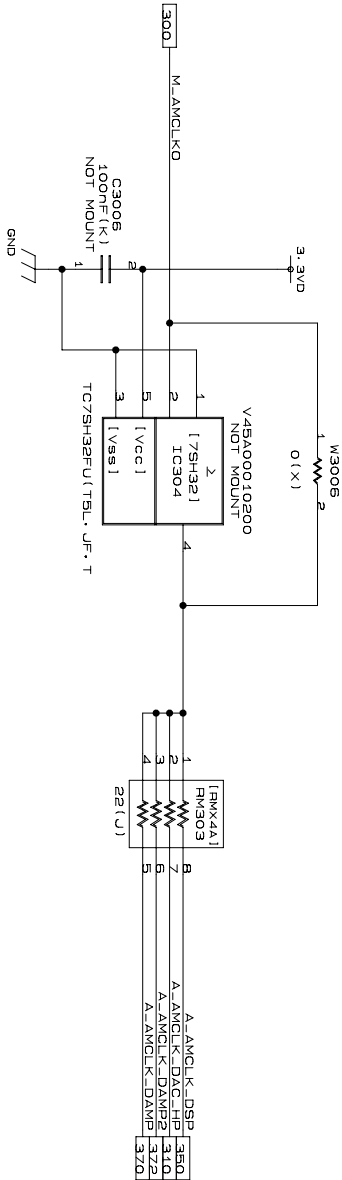 300
M_AMCLKO
3.3VD
C3006
100nF(K)
NOT MOUNT
1
2
GND
W3006
1
2
0(X)
V45A00010200
NOT MOUNT
1
2
5
3
4
≥
[7SH32]
IC304
[Vcc]
[Vss]
TC7SH32FU(T5L.JF.T
[RMX4A]
RM303
1
2
3
4
8
7
6
5
22(J)
A_AMCLK_DSP
A_AMCLK_DAC_HP
A_AMCLK_DAMP2
A_AMCLK_DAMP
350
310
372
370